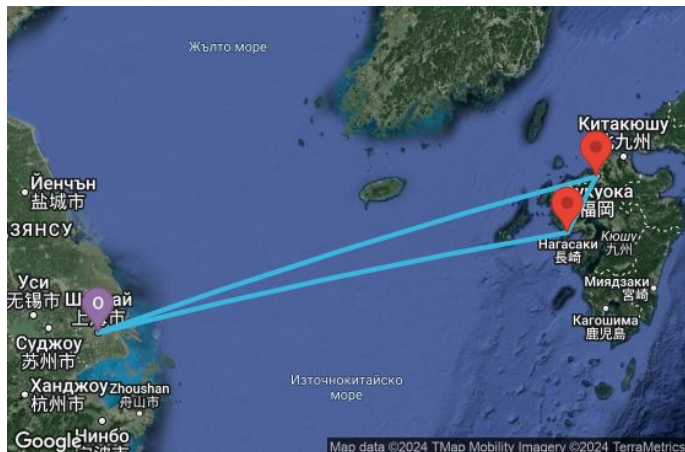 Жълто море
Китакюшу
九州
Йенчън
盐城市
福岡
Нагасаки
長崎
Кюшу
九州
Миядзаки
宮崎
Кагошима
鹿児島
Уси
无锡市
O
Суджоу
苏州市
Ханджоу
杭州市
Zhoushan
舟山市
Източнокитайско
море
Нинбо
Google
Map data ©2024 TMap Mobility Imagery ©2024 TerraMetrics